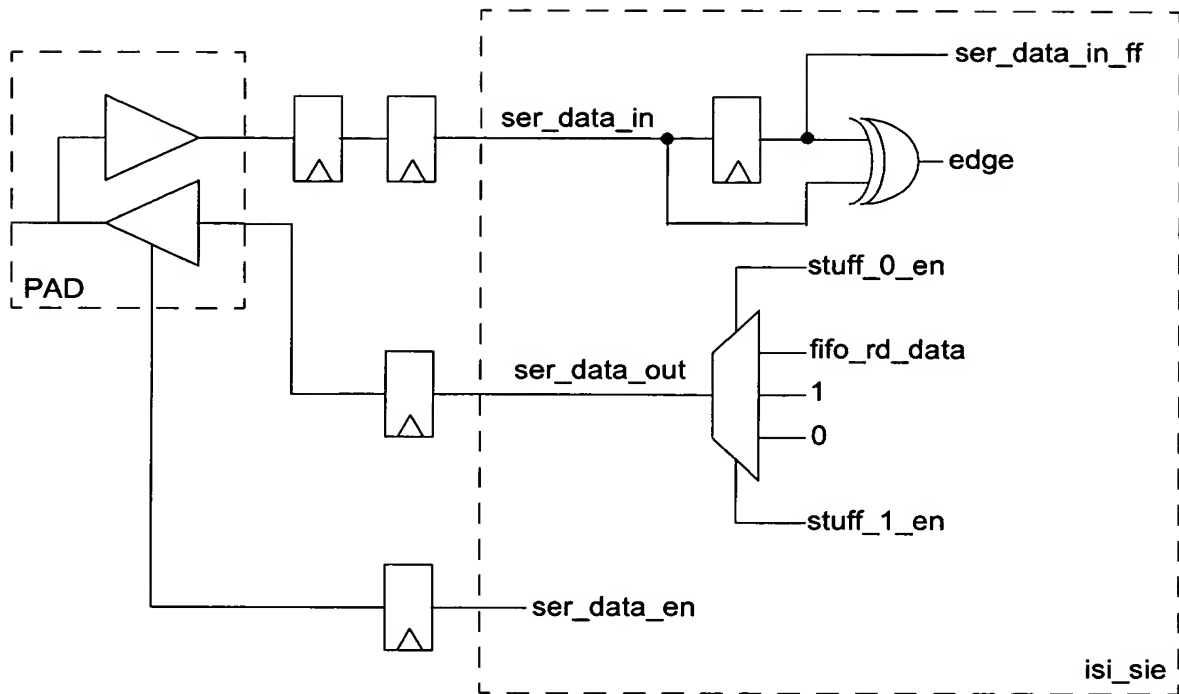 ser_data_in_ff
ser_data_in
edge
stuff_0_en
PAD
fifo_rd_data
ser_data_out
1
0
stuff_1_en
ser_data_en
isi_sie